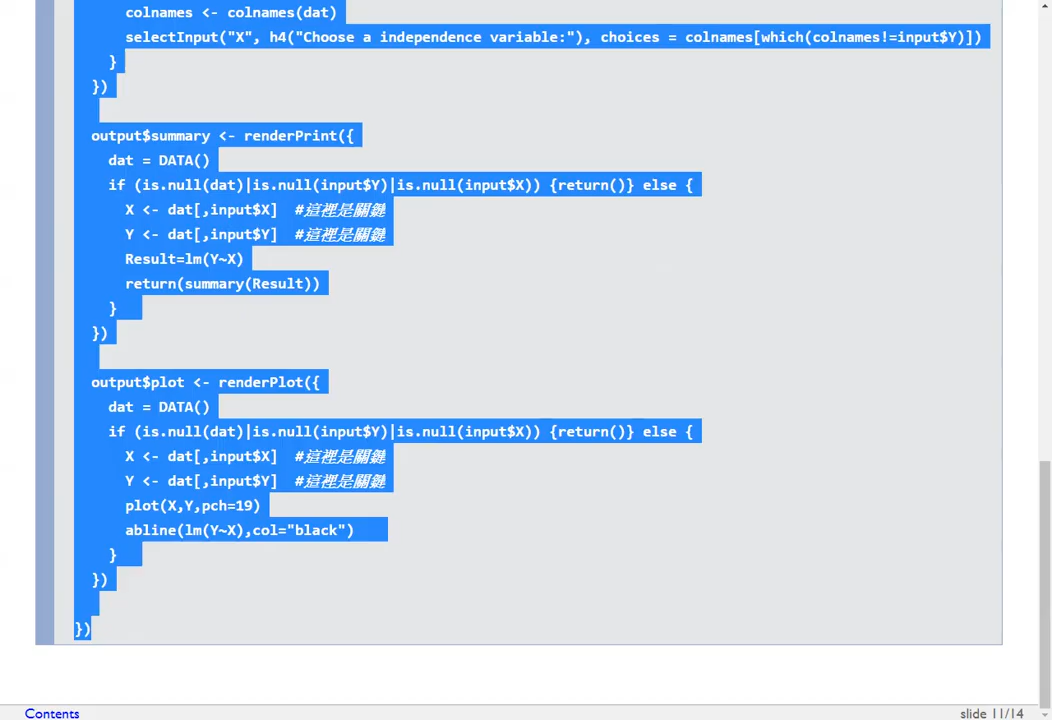 colnames <- colnames(dat)
selectInput("X", h4("Choose a independence variable:"), choices = colnames[which(colnames!=input$Y)])
}
})
output$summary <- renderPrint({
dat = DATA()
if (is.null(dat)|is.null(input$Y)|is.null(input$X)) {return()} else {
X <- dat[,input$X]  #這裡是關鍵
Y <- dat[,input$Y]  #這裡是關鍵
Result=lm(Y~X)
return(summary(Result))
}
})
output$plot <- renderPlot({
dat = DATA()
if (is.null(dat)|is.null(input$Y)|is.null(input$X)) {return()} else {
X <- dat[,input$X]  #這裡是關鍵
Y <- dat[,input$Y]  #這裡是關鍵
plot(X,Y,pch=19)
abline(lm(Y~X),col="black")
}
})
})
Contents
slide 11/14